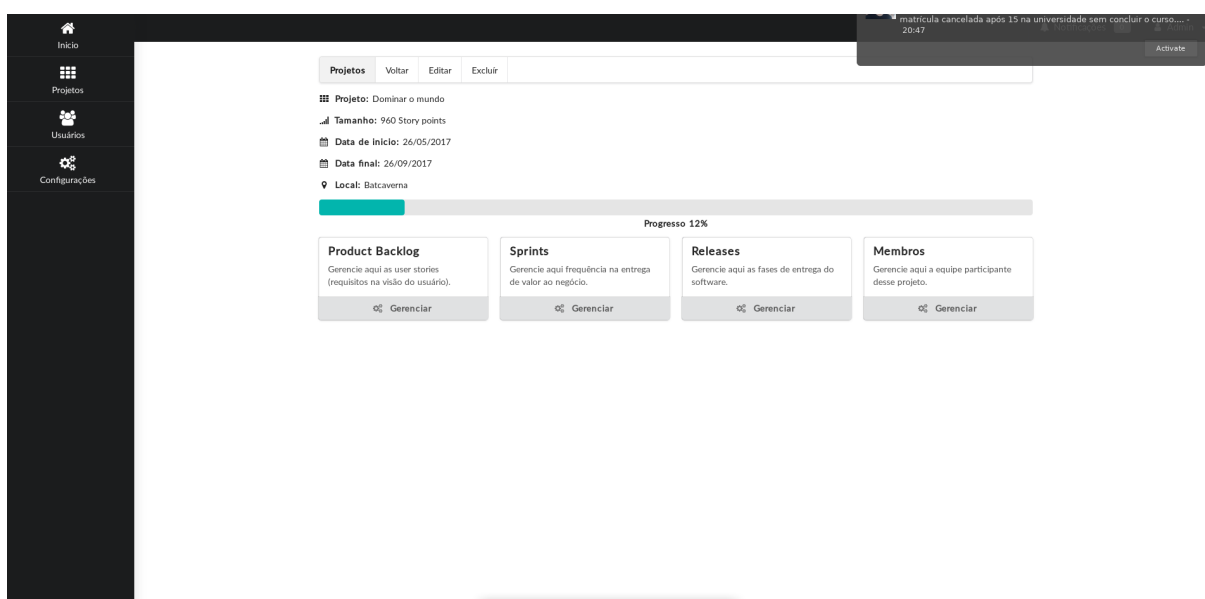 Início
Projetos
Usuários
Configurações
matrícula cancelada após 15 na universidade sem concluir o curso.... -
20:47
Notificações
Admin
Activate
Projetos Voltar Editar Excluír
Projeto: Dominar o mundo
Tamanho: 960 Story points
Data de inicio: 26/05/2017
Data final: 26/09/2017
Local: Batcaverna
Progresso 12%
Product Backlog
Gerencie aqui as user stories
(requisitos na visão do usuário).
Gerenciar
Sprints
Gerencie aqui frequência na entrega
de valor ao negócio.
Gerenciar
Releases
Gerencie aqui as fases de entrega do
software.
Gerenciar
Membros
Gerencie aqui a equipe participante
desse projeto.
Gerenciar